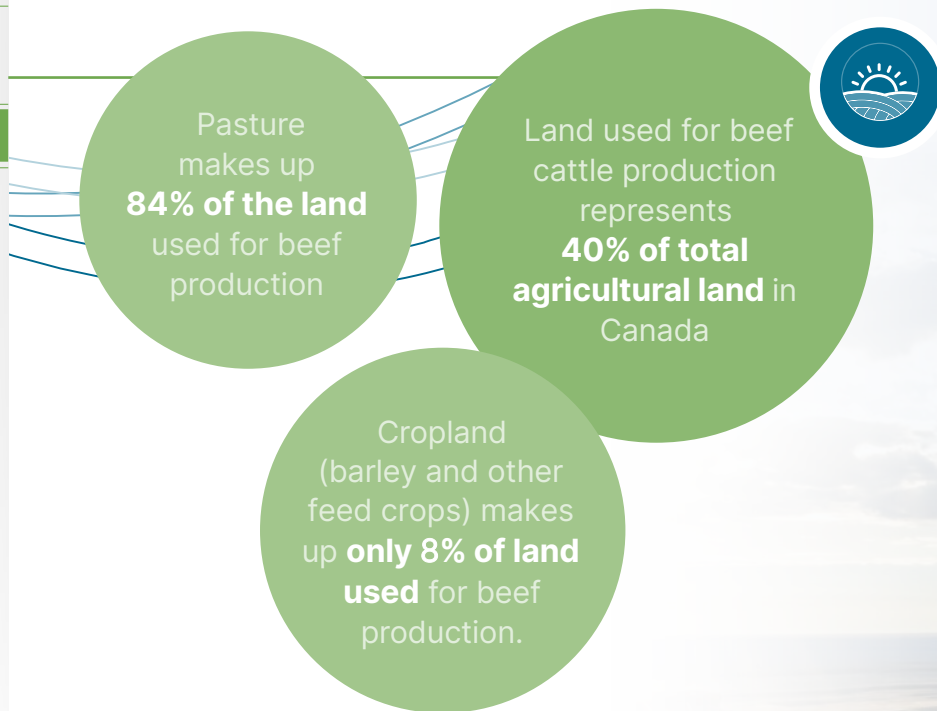 Pasture
makes up
84% of the land
used for beef
production
Land used for beef
cattle production
represents
40% of total
agricultural land in
Canada
Cropland
(barley and other
feed crops) makes
up only 8% of land
used for beef
production.